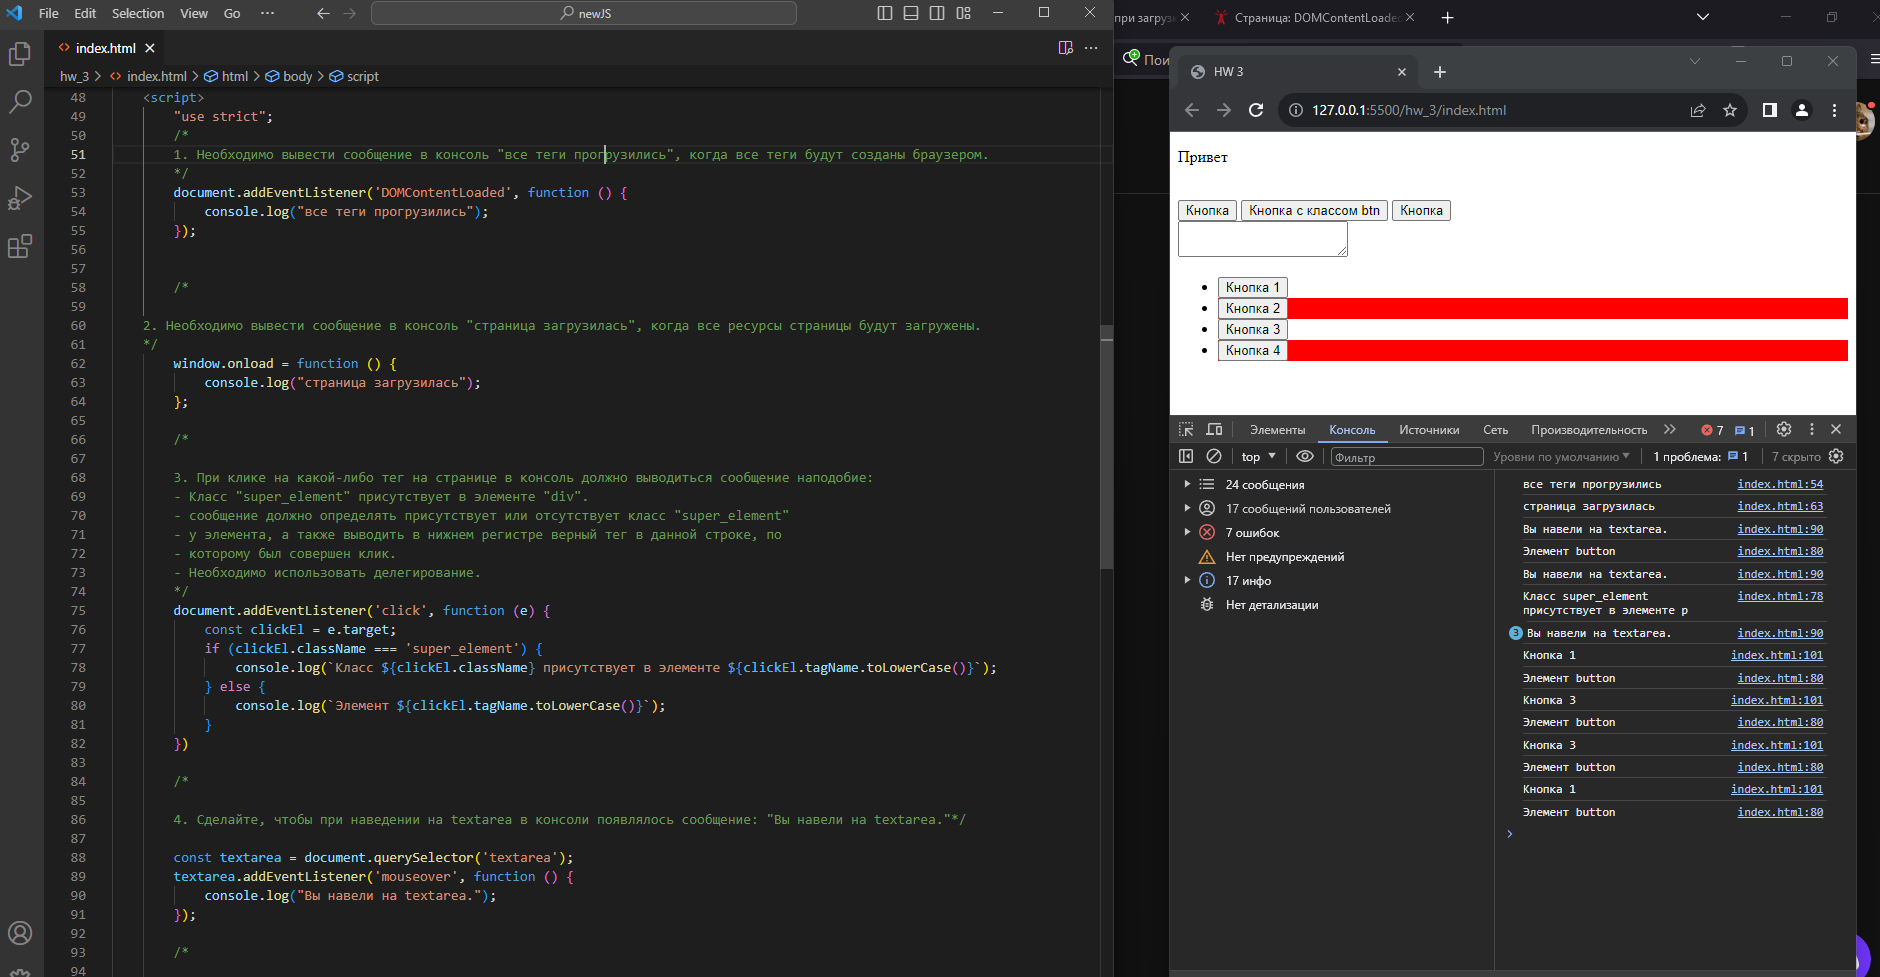 File Edit Selection View Go ··· newJS
index.html
hw_3 > index.html > html > body > script
48 <script>
49 "use strict";
50 /*
51 1. Необходимо вывести сообщение в консоль "все теги прогрузились", когда все теги будут созданы браузером.
52 */
53 document.addEventListener('DOMContentLoaded', function () {
54 console.log("все теги прогрузились");
55 });
56
57
58 /*
59
60 2. Необходимо вывести сообщение в консоль "страница загрузилась", когда все ресурсы страницы будут загружены.
61 */
62 window.onload = function () {
63 console.log("страница загрузилась");
64 };
65
66 /*
67
68 3. При клике на какой-либо тег на странице в консоль должно выводиться сообщение наподобие:
69 - Класс "super_element" присутствует в элементе "div".
70 - сообщение должно определять присутствует или отсутствует класс "super_element"
71 - у элемента, а также выводить в нижнем регистре верный тег в данной строке, по
72 - которому был совершен клик.
73 - Необходимо использовать делегирование.
74 */
75 document.addEventListener('click', function (e) {
76 const clickEl = e.target;
77 if (clickEl.className === 'super_element') {
78 console.log(`Класс ${clickEl.className} присутствует в элементе ${clickEl.tagName.toLowerCase()}`);
79 } else {
80 console.log(`Элемент ${clickEl.tagName.toLowerCase()}`);
81 }
82 })
83
84 /*
85
86 4. Сделайте, чтобы при наведении на textarea в консоли появлялось сообщение: "Вы навели на textarea."*/
87
88 const textarea = document.querySelector('textarea');
89 textarea.addEventListener('mouseover', function () {
90 console.log("Вы навели на textarea.");
91 });
92
93 /*
94
при загрузк Страница: DOMContentLoaded
Пои
HW 3
127.0.0.1:5500/hw_3/index.html
Привет
Кнопка Кнопка с классом btn Кнопка
Кнопка 1
Кнопка 2
Кнопка 3
Кнопка 4
Элементы Консоль Источники Сеть Производительность 7 1
top Фильтр Уровни по умолчанию 1 проблема: 1 7 скрыто
24 сообщения
17 сообщений пользователей
7 ошибок
Нет предупреждений
17 инфо
Нет детализации
все теги прогрузились index.html:54
страница загрузилась index.html:63
Вы навели на textarea. index.html:90
Элемент button index.html:80
Вы навели на textarea. index.html:90
Класс super_element index.html:78
присутствует в элементе p
3 Вы навели на textarea. index.html:90
Кнопка 1 index.html:101
Элемент button index.html:80
Кнопка 3 index.html:101
Элемент button index.html:80
Кнопка 3 index.html:101
Элемент button index.html:80
Кнопка 1 index.html:101
Элемент button index.html:80